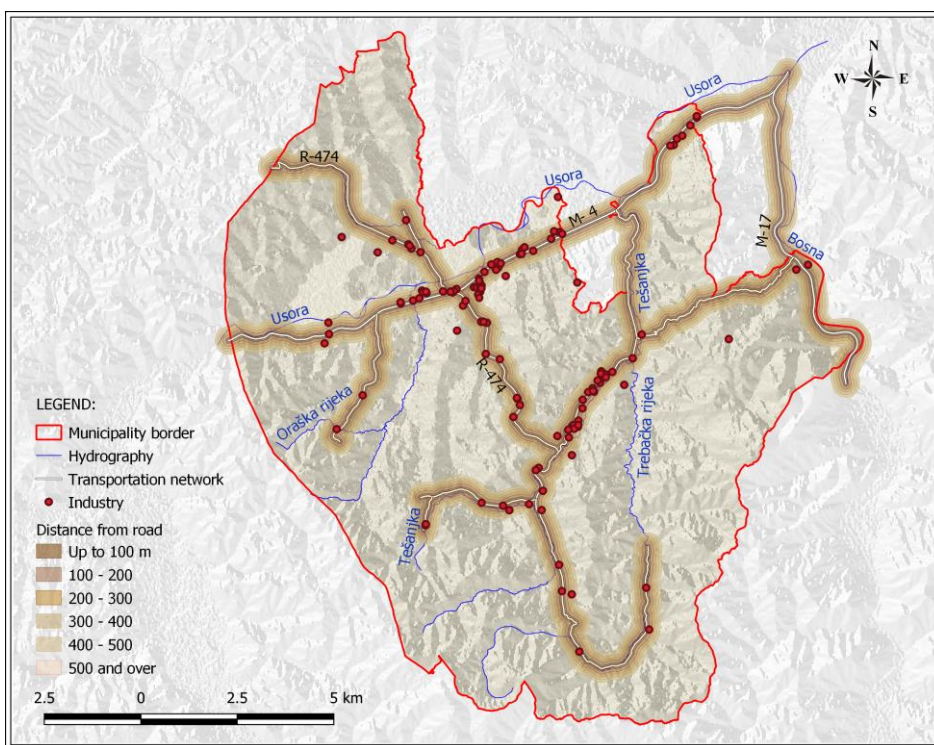 N
W E
S
Usora
R-474
Usora
M- 4
M-17
Bosna
Tešanjka
Usora
R-474
Oraška rijeka
Trebačka rijeka
Tešanjka
LEGEND:
Municipality border
Hydrography
Transportation network
Industry
Distance from road
Up to 100 m
100 - 200
200 - 300
300 - 400
400 - 500
500 and over
2.5 0 2.5 5 km